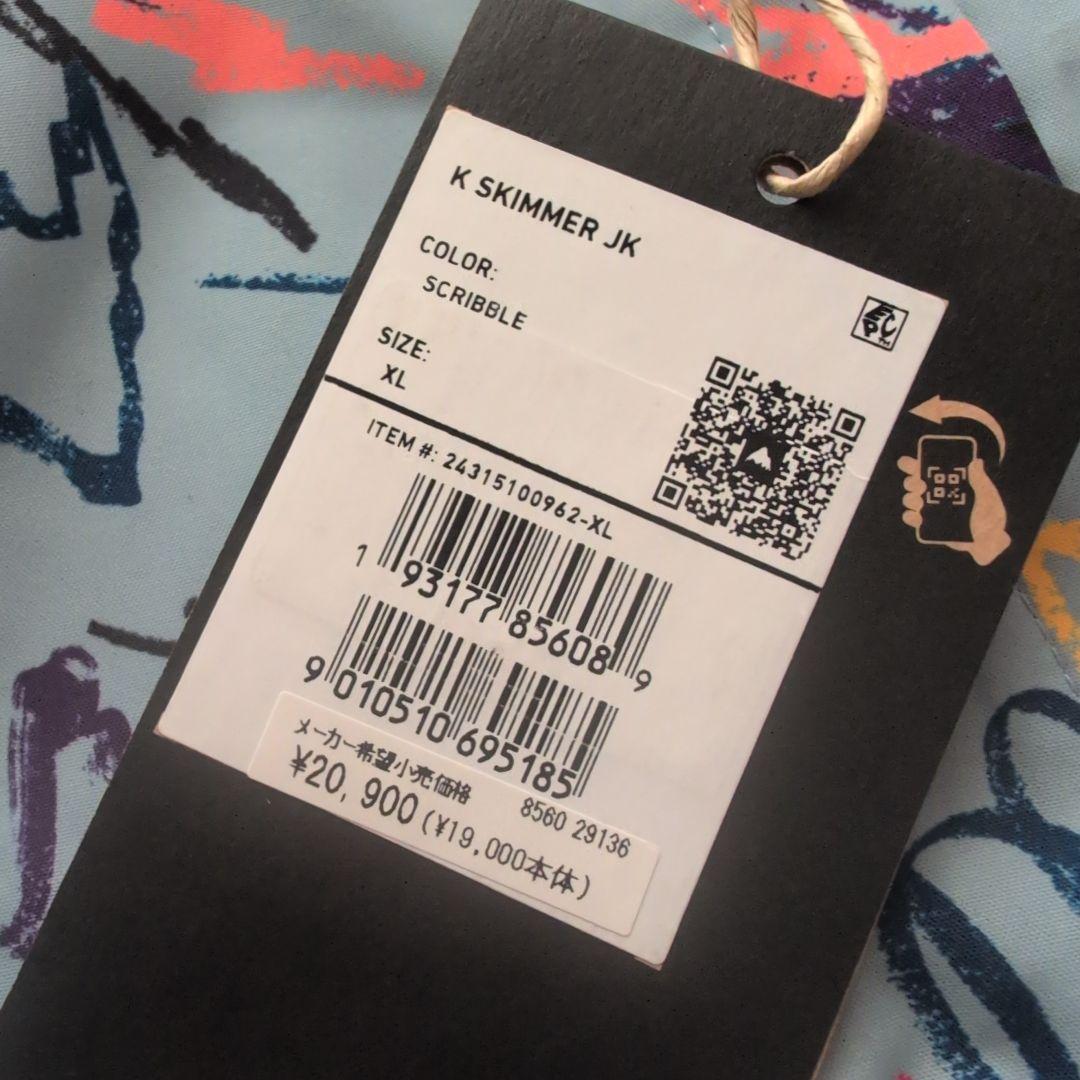 K SKIMMER JK
COLOR:
SCRIBBLE
SIZE:
XL
ITEM #: 24315100962-XL
1 93177 85608 9
9 010510 695185
メーカー希望小売価格 8560 29136
¥20,900(¥19,000本体)